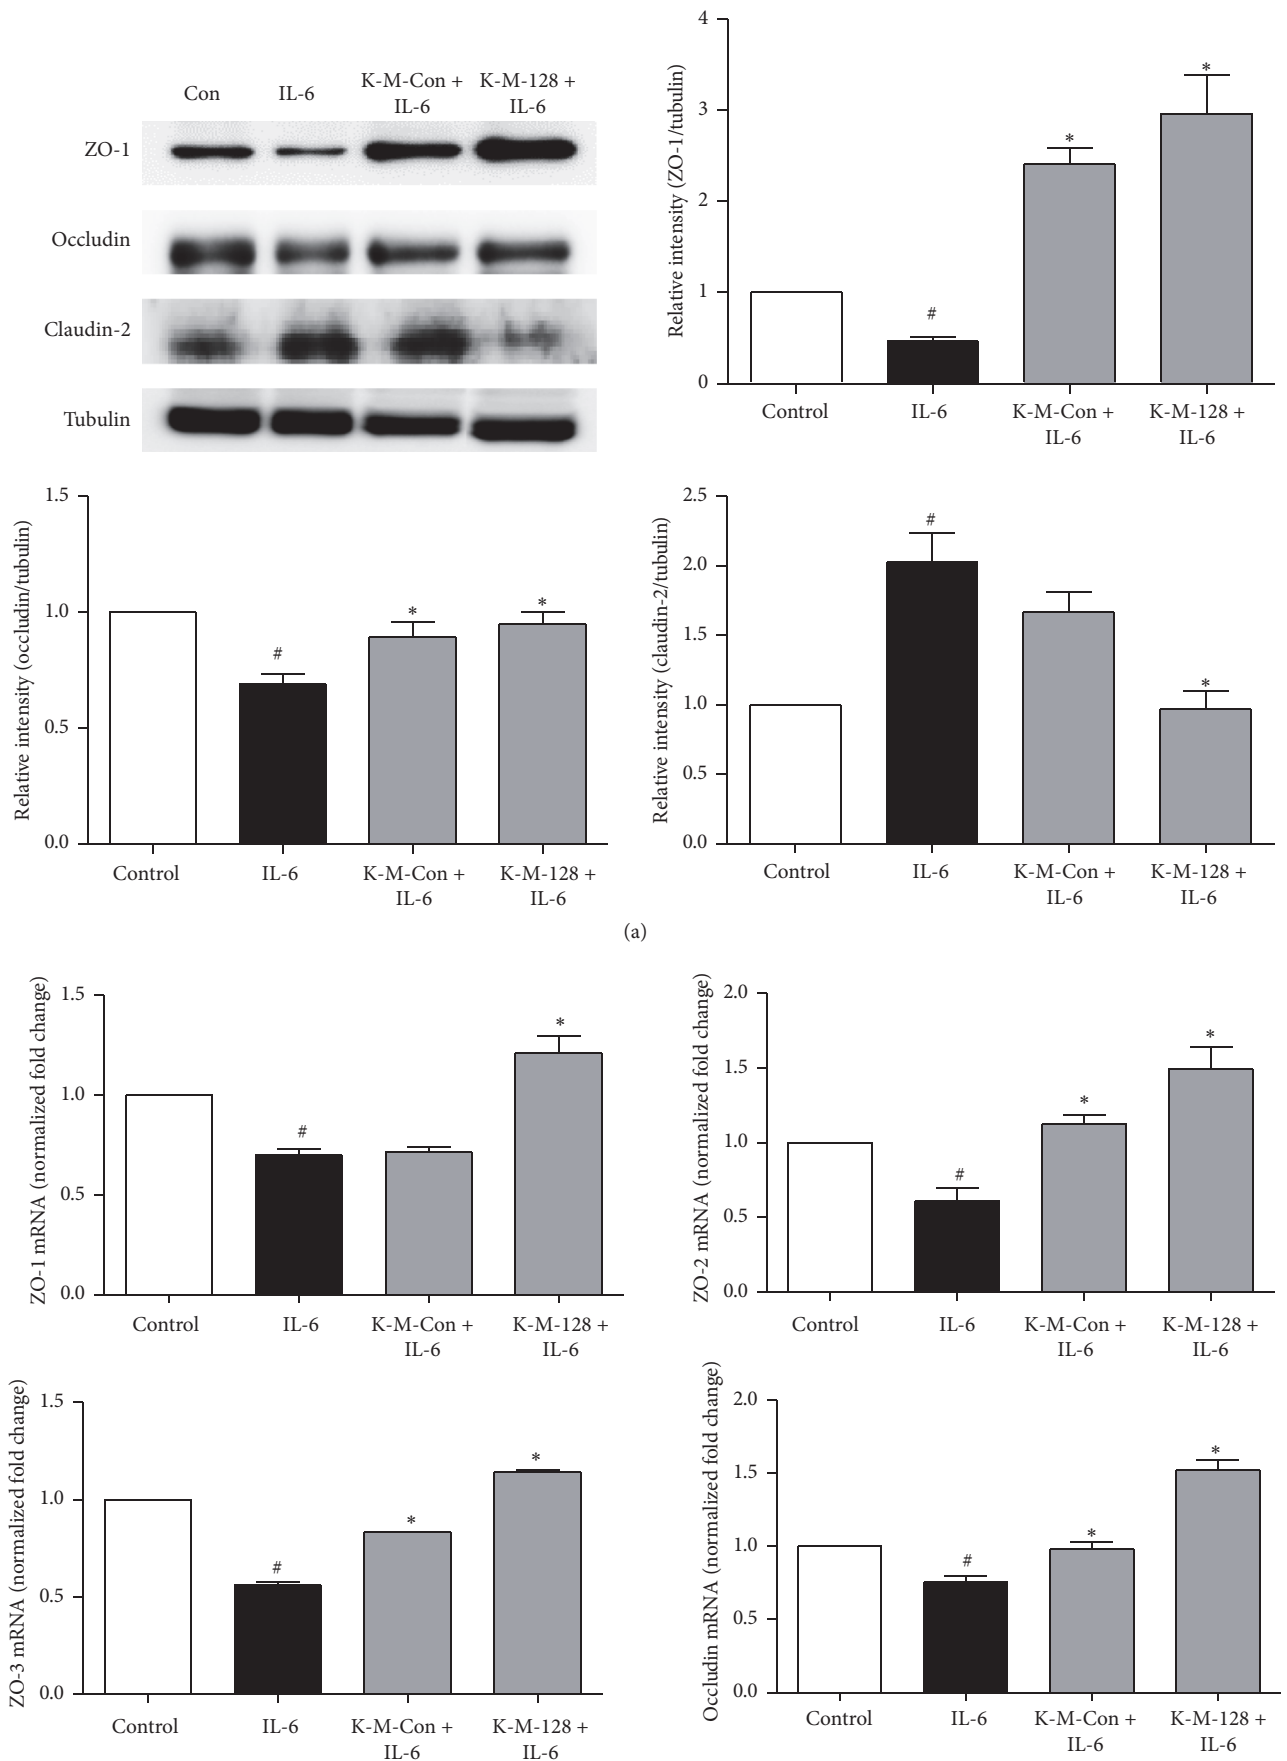 Con
IL-6
K-M-Con +
IL-6
K-M-128 +
IL-6
ZO-1
Occludin
Claudin-2
Tubulin
Relative intensity (ZO-1/tubulin)
4
3
2
1
0
#
*
*
Control
IL-6
K-M-Con +
IL-6
K-M-128 +
IL-6
Relative intensity (occludin/tubulin)
1.5
1.0
0.5
0.0
#
*
*
Control
IL-6
K-M-Con +
IL-6
K-M-128 +
IL-6
Relative intensity (claudin-2/tubulin)
2.5
2.0
1.5
1.0
0.5
0.0
#
*
Control
IL-6
K-M-Con +
IL-6
K-M-128 +
IL-6
(a)
ZO-1 mRNA (normalized fold change)
1.5
1.0
0.5
0.0
#
*
Control
IL-6
K-M-Con +
IL-6
K-M-128 +
IL-6
ZO-2 mRNA (normalized fold change)
2.0
1.5
1.0
0.5
0.0
#
*
*
Control
IL-6
K-M-Con +
IL-6
K-M-128 +
IL-6
ZO-3 mRNA (normalized fold change)
1.5
1.0
0.5
0.0
#
*
*
Control
IL-6
K-M-Con +
IL-6
K-M-128 +
IL-6
Occludin mRNA (normalized fold change)
2.0
1.5
1.0
0.5
0.0
#
*
*
Control
IL-6
K-M-Con +
IL-6
K-M-128 +
IL-6